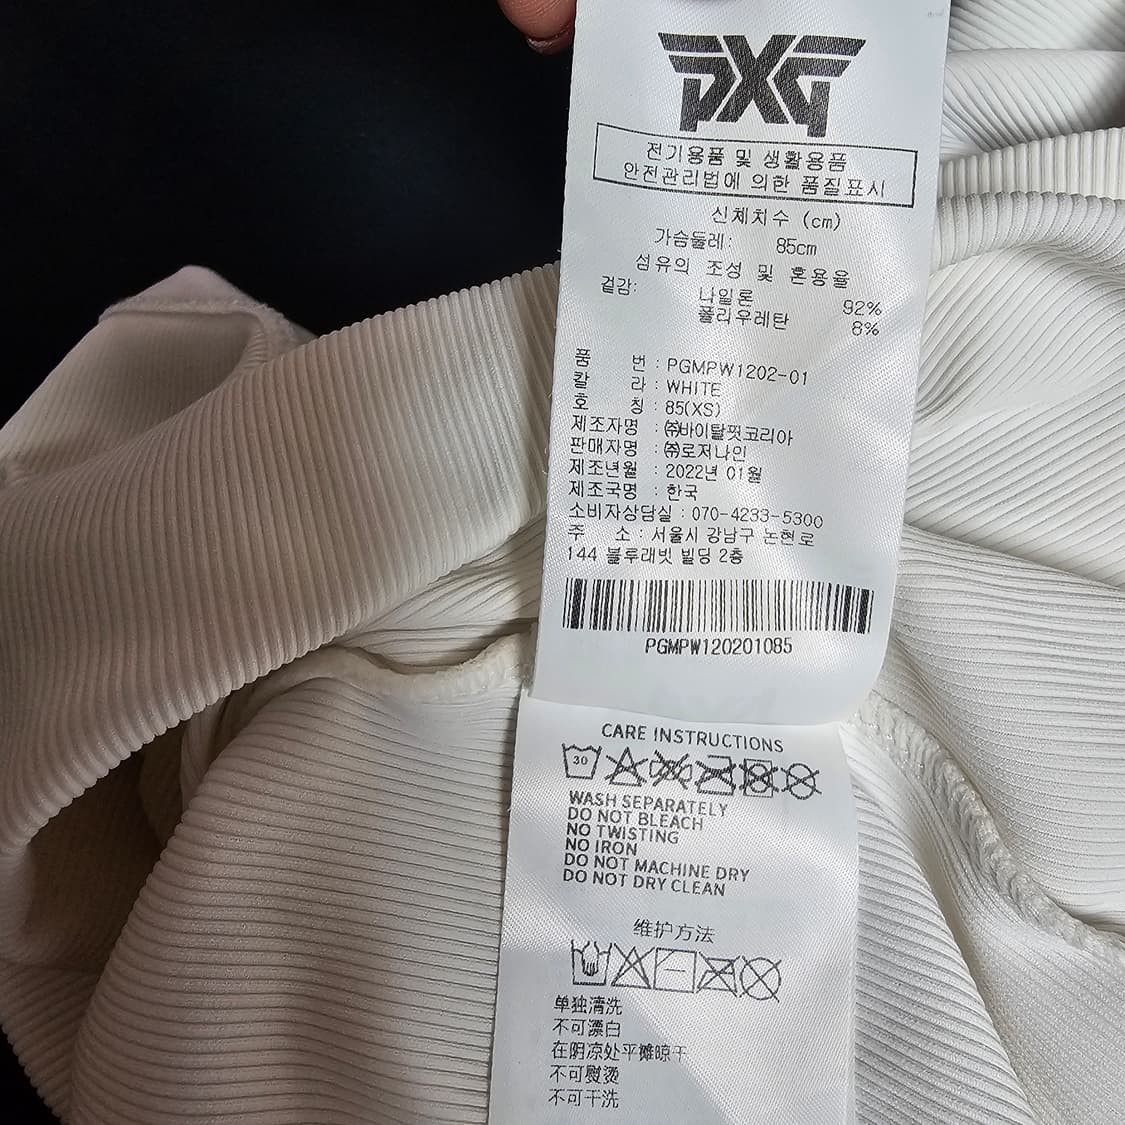 PXG
전기용품 및 생활용품
안전관리법에 의한 품질표시
신체치수 (cm)
가슴둘레: 85cm
섬유의 조성 및 혼용율
겉감: 나일론 92%
폴리우레탄 8%
품 번 : PGMPW1202-01
칼 라 : WHITE
호 칭 : 85(XS)
제조자명 : ㈜바이탈핏코리아
판매자명 : ㈜로저나인
제조년월 : 2022년 01월
제조국명 : 한국
소비자상담실 : 070-4233-5300
주 소 : 서울시 강남구 논현로
144 블루래빗 빌딩 2층
PGMPW120201085
CARE INSTRUCTIONS
30
WASH SEPARATELY
DO NOT BLEACH
NO TWISTING
NO IRON
DO NOT MACHINE DRY
DO NOT DRY CLEAN
维护方法
单独清洗
不可漂白
在阴凉处平摊晾干
不可熨烫
不可干洗